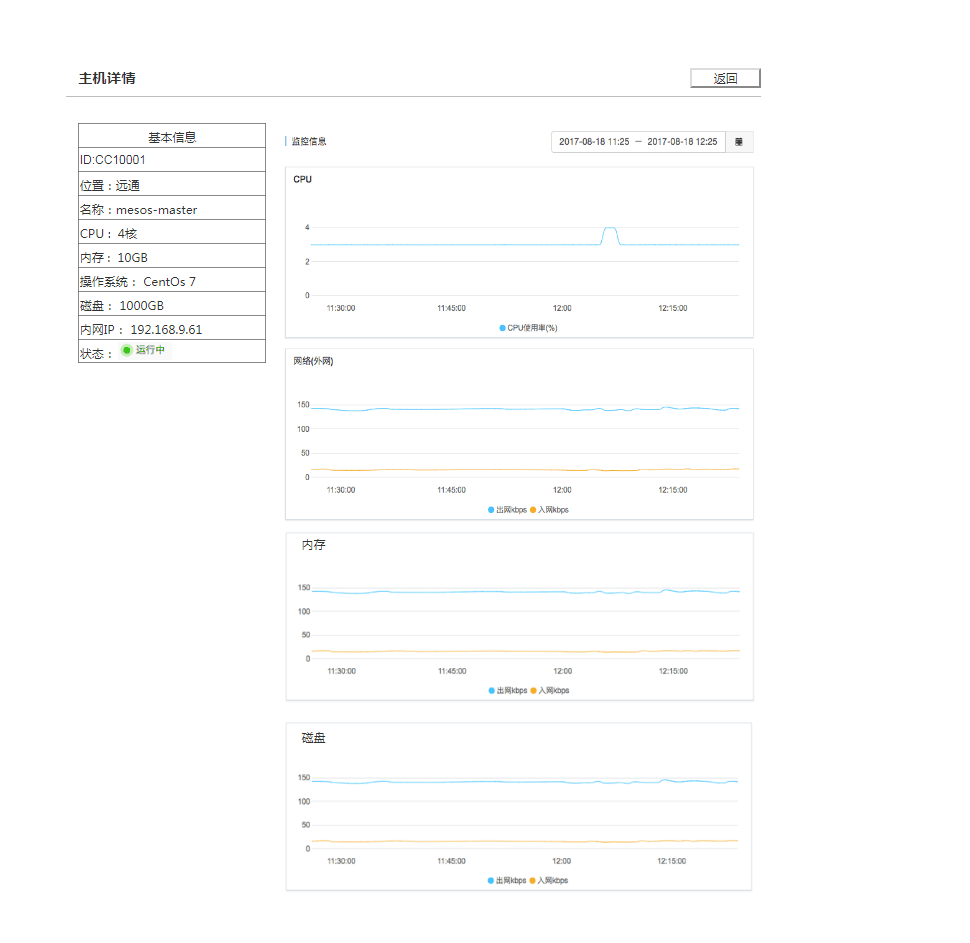 主机详情
返回
基本信息
ID:CC10001
位置：远通
名称：mesos-master
CPU： 4核
内存： 10GB
操作系统： CentOs 7
磁盘： 1000GB
内网IP： 192.168.9.61
状态： 运行中
监控信息
2017-08-18 11:25 — 2017-08-18 12:25
CPU
4
2
0
11:30:00 11:45:00 12:00 12:15:00
CPU使用率(%)
网络(外网)
150
100
50
0
11:30:00 11:45:00 12:00 12:15:00
出网kbps 入网kbps
内存
150
100
50
0
11:30:00 11:45:00 12:00 12:15:00
出网kbps 入网kbps
磁盘
150
100
50
0
11:30:00 11:45:00 12:00 12:15:00
出网kbps 入网kbps